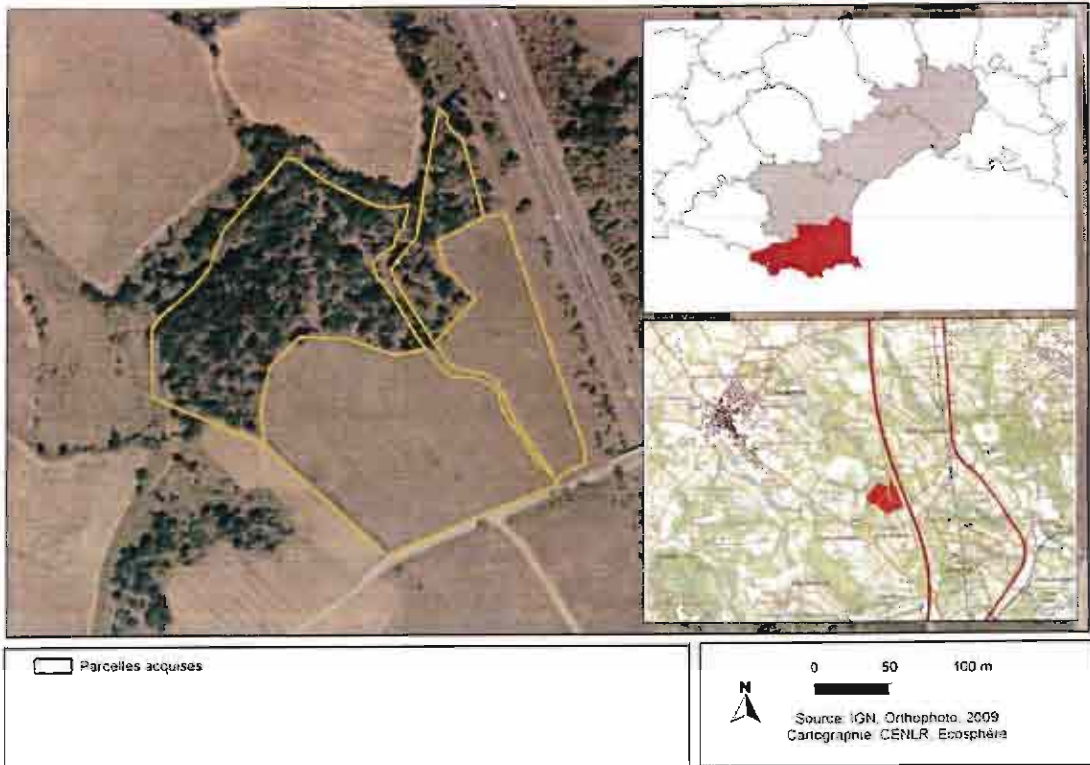 Parcelles acquises
0 50 100 m
N
Source: IGN, Orthophoto, 2009
Cartographie: CENLR, Ecosphère